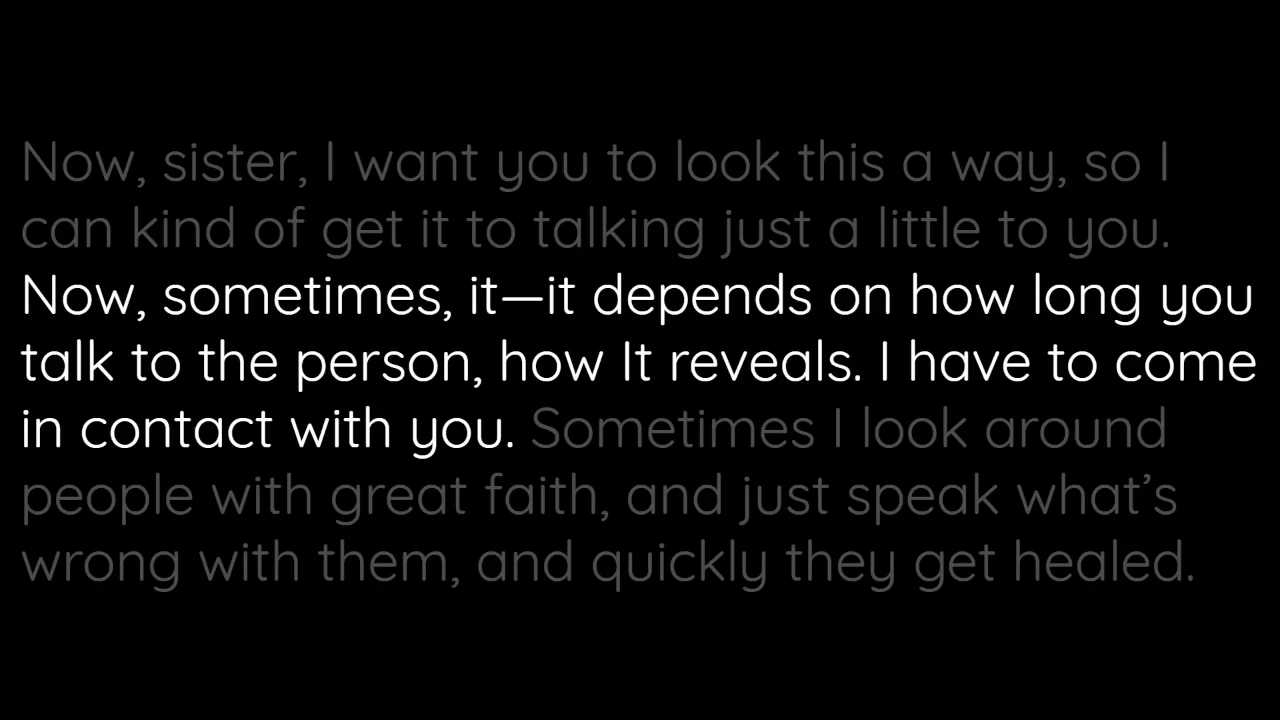 Now, sister, I want you to look this a way, so I
can kind of get it to talking just a little to you.
Now, sometimes, it—it depends on how long you
talk to the person, how It reveals. I have to come
in contact with you. Sometimes I look around
people with great faith, and just speak what’s
wrong with them, and quickly they get healed.